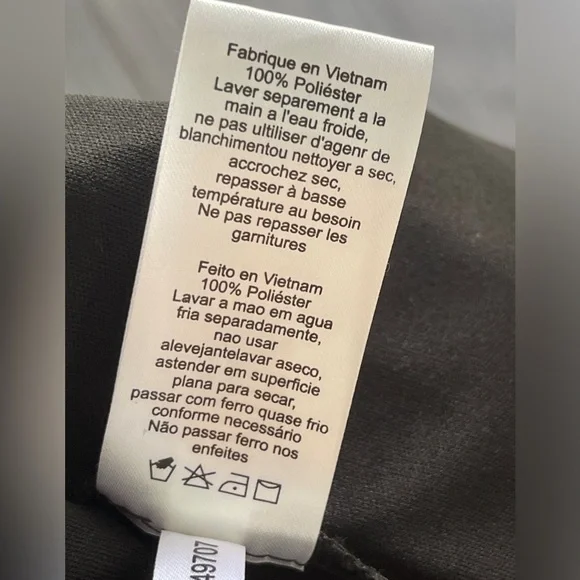 Fabrique en Vietnam
100% Poliéster
Laver separement a la
main a l'eau froide,
ne pas ultiliser d'agenr de
blanchimentou nettoyer a sec,
accrochez sec,
repasser à basse
température au besoin
Ne pas repasser les
garnitures
Feito en Vietnam
100% Poliéster
Lavar a mao em agua
fria separadamente,
nao usar
alevejantelavar aseco,
astender em superficie
plana para secar,
passar com ferro quase frio
conforme necessário
Não passar ferro nos
enfeites
49707